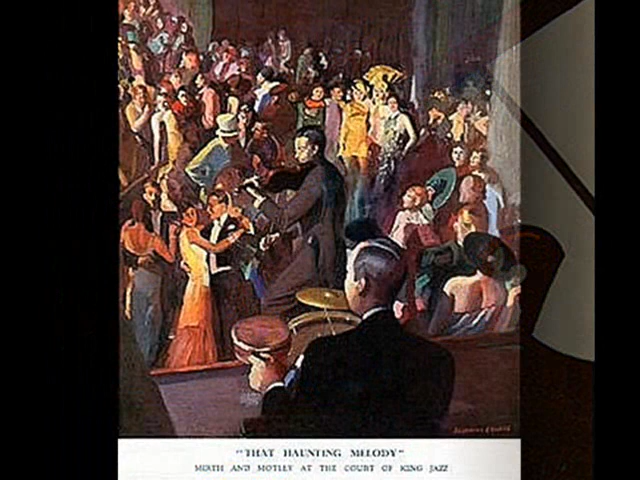 "THAT HAUNTING MELODY"
MIRTH AND MOTLEY AT THE COURT OF KING JAZZ